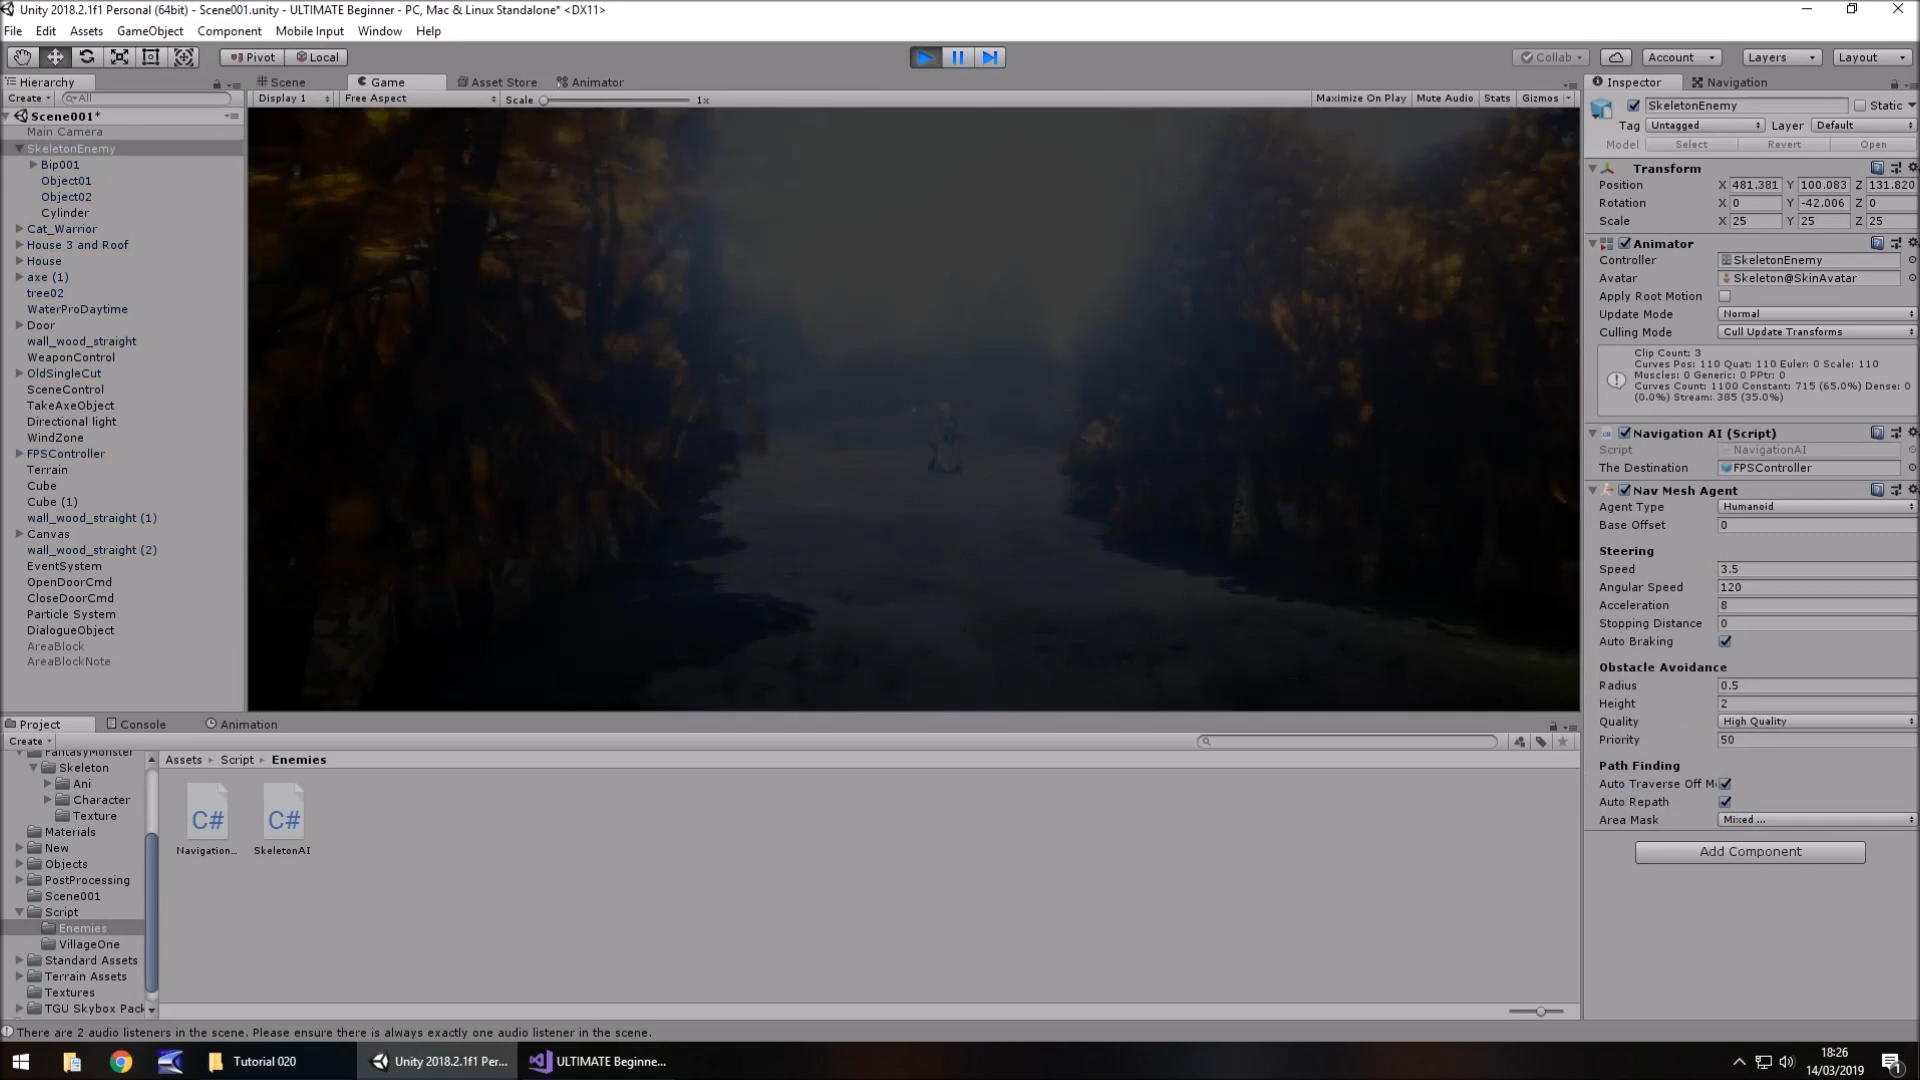 Unity 2018.2.1f1 Personal (64bit) - Scene001.unity - ULTIMATE Beginner - PC, Mac & Linux Standalone* <DX11>
File Edit Assets GameObject Component Mobile Input Window Help
Pivot Local Collab Account Layers Layout
Hierarchy Scene Game Asset Store Animator Inspector Navigation
Create All Display 1 Free Aspect Scale 1x Maximize On Play Mute Audio Stats Gizmos
Scene001*
Main Camera
SkeletonEnemy
Bip001
Object01
Object02
Cylinder
Cat_Warrior
House 3 and Roof
House
axe (1)
tree02
WaterProDaytime
Door
wall_wood_straight
WeaponControl
OldSingleCut
SceneControl
TakeAxeObject
Directional light
WindZone
FPSController
Terrain
Cube
Cube (1)
wall_wood_straight (1)
Canvas
wall_wood_straight (2)
EventSystem
OpenDoorCmd
CloseDoorCmd
Particle System
DialogueObject
AreaBlock
AreaBlockNote
SkeletonEnemy Static
Tag Untagged Layer Default
Model Select Revert Open
Transform
Position X 481.381 Y 100.083 Z 131.820
Rotation X 0 Y -42.006 Z 0
Scale X 25 Y 25 Z 25
Animator
Controller SkeletonEnemy
Avatar Skeleton@SkinAvatar
Apply Root Motion
Update Mode Normal
Culling Mode Cull Update Transforms
Clip Count: 3
Curves Pos: 110 Quat: 110 Euler: 0 Scale: 110
Muscles: 0 Generic: 0 PPtr: 0
Curves Count: 1100 Constant: 715 (65.0%) Dense: 0
(0.0%) Stream: 385 (35.0%)
Navigation AI (Script)
Script NavigationAI
The Destination FPSController
Nav Mesh Agent
Agent Type Humanoid
Base Offset 0
Steering
Speed 3.5
Angular Speed 120
Acceleration 8
Stopping Distance 0
Auto Braking
Obstacle Avoidance
Radius 0.5
Height 2
Quality High Quality
Priority 50
Path Finding
Auto Traverse Off M
Auto Repath
Area Mask Mixed ...
Add Component
Project Console Animation
Create
FantasyMonster
Skeleton
Ani
Character
Texture
Materials
New
Objects
PostProcessing
Scene001
Script
Enemies
VillageOne
Standard Assets
Terrain Assets
Textures
TGU Skybox Pack
Assets Script Enemies
C# C#
Navigation... SkeletonAI
There are 2 audio listeners in the scene. Please ensure there is always exactly one audio listener in the scene.
Tutorial 020 Unity 2018.2.1f1 Per... ULTIMATE Beginne...
18:26
14/03/2019
1